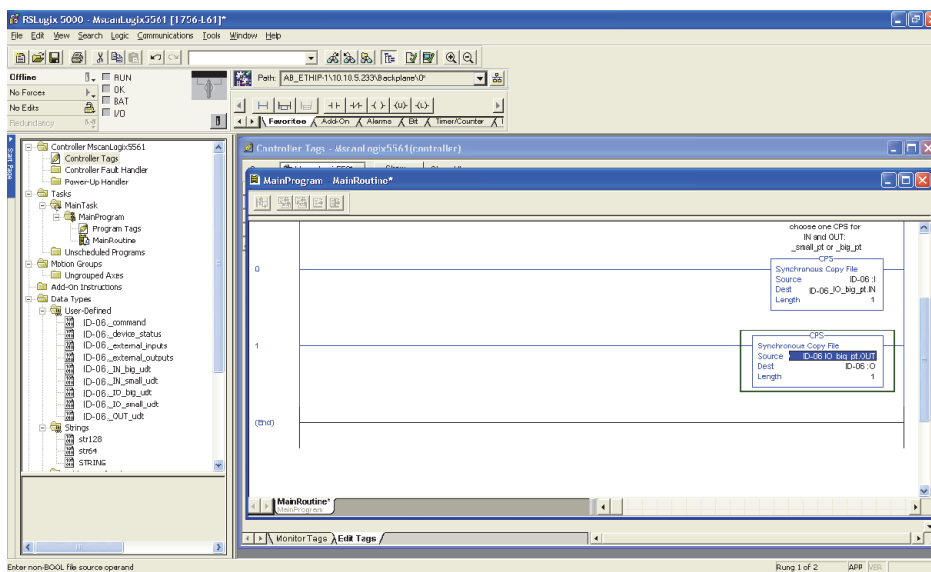 RSLogix 5000 - MscanLogix5561 [1756-L61]*
File Edit View Search Logic Communications Tools Window Help
Offline
RUN
No Forces
OK
No Edits
BAT
I/O
Redundancy
Path: AB_ETHIP-1\10.10.5.233\Backplane\0*
Favorites Add-On Alarms Bit Timer/Counter
Start Page
Controller MscanLogix5561
Controller Tags
Controller Fault Handler
Power-Up Handler
Tasks
MainTask
MainProgram
Program Tags
MainRoutine
Unscheduled Programs
Motion Groups
Ungrouped Axes
Add-On Instructions
Data Types
User-Defined
ID-06._command
ID-06._device_status
ID-06._external_inputs
ID-06._external_outputs
ID-06._IN_big_udt
ID-06._IN_small_udt
ID-06._IO_big_udt
ID-06._IO_small_udt
ID-06._OUT_udt
Strings
str128
str64
STRING
Controller Tags - MscanLogix5561(controller)
MainProgram - MainRoutine*
choose one CPS for
IN and OUT:
_small_pt or _big_pt
0
CPS
Synchronous Copy File
Source ID-06 :I
Dest ID-06_IO_big_pt.IN
Length 1
1
CPS
Synchronous Copy File
Source ID-06 IO_big_pt.OUT
Dest ID-06 :O
Length 1
(End)
MainRoutine*
MainProgram
Monitor Tags Edit Tags
Enter non-BOOL file source operand
Rung 1 of 2 APP VER